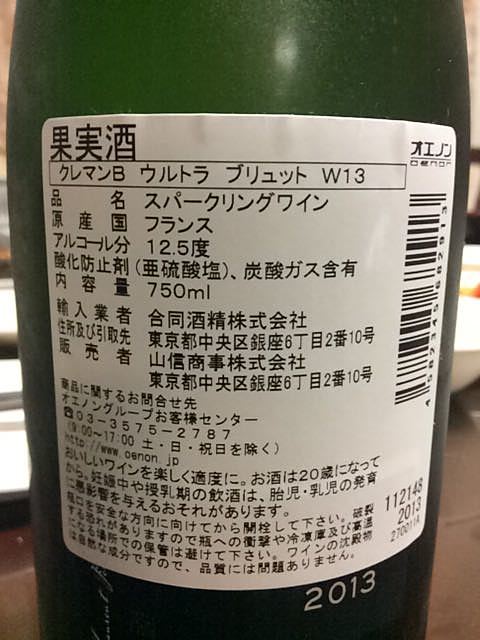 果実酒
オエノン
OENON
クレマンB ウルトラ ブリュット W13
品名 スパークリングワイン
原産国 フランス
アルコール分 12.5度
酸化防止剤(亜硫酸塩)、炭酸ガス含有
内容量 750ml
輸入業者 合同酒精株式会社
住所及び引取先 東京都中央区銀座6丁目2番10号
販売者 山信商事株式会社
東京都中央区銀座6丁目2番10号
商品に関するお問合せ先
オエノングループお客様センター
☎03-3575-2787
(9:00~17:00 土・日・祝日を除く)
http://www.oenon.jp
おいしいワインを楽しく適度に。お酒は20歳になって
から。妊娠中や授乳期の飲酒は、胎児・乳児の発育
に悪影響を与えるおそれがあります。
瓶口を安全な方向に向けてから開栓して下さい。破裂
する恐れがありますので瓶への衝撃や冷凍庫及び高温
になる場所での保管は避けて下さい。ワインの沈殿物
は自然な成分ですので、品質には問題ありません。
4582345682913
112148
2013
270011A
2013